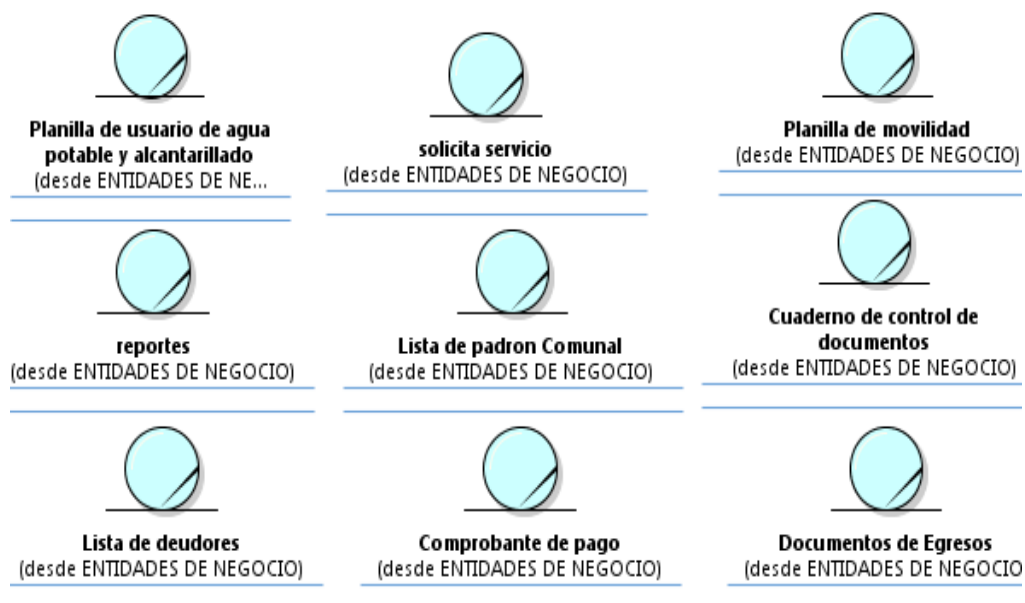 Planilla de usuario de agua
potable y alcantarillado
(desde ENTIDADES DE NE...
solicita servicio
(desde ENTIDADES DE NEGOCIO)
Planilla de movilidad
(desde ENTIDADES DE NEGOCIO)
reportes
(desde ENTIDADES DE NEGOCIO)
Lista de padron Comunal
(desde ENTIDADES DE NEGOCIO)
Cuaderno de control de
documentos
(desde ENTIDADES DE NEGOCIO)
Lista de deudores
(desde ENTIDADES DE NEGOCIO)
Comprobante de pago
(desde ENTIDADES DE NEGOCIO)
Documentos de Egresos
(desde ENTIDADES DE NEGOCIO